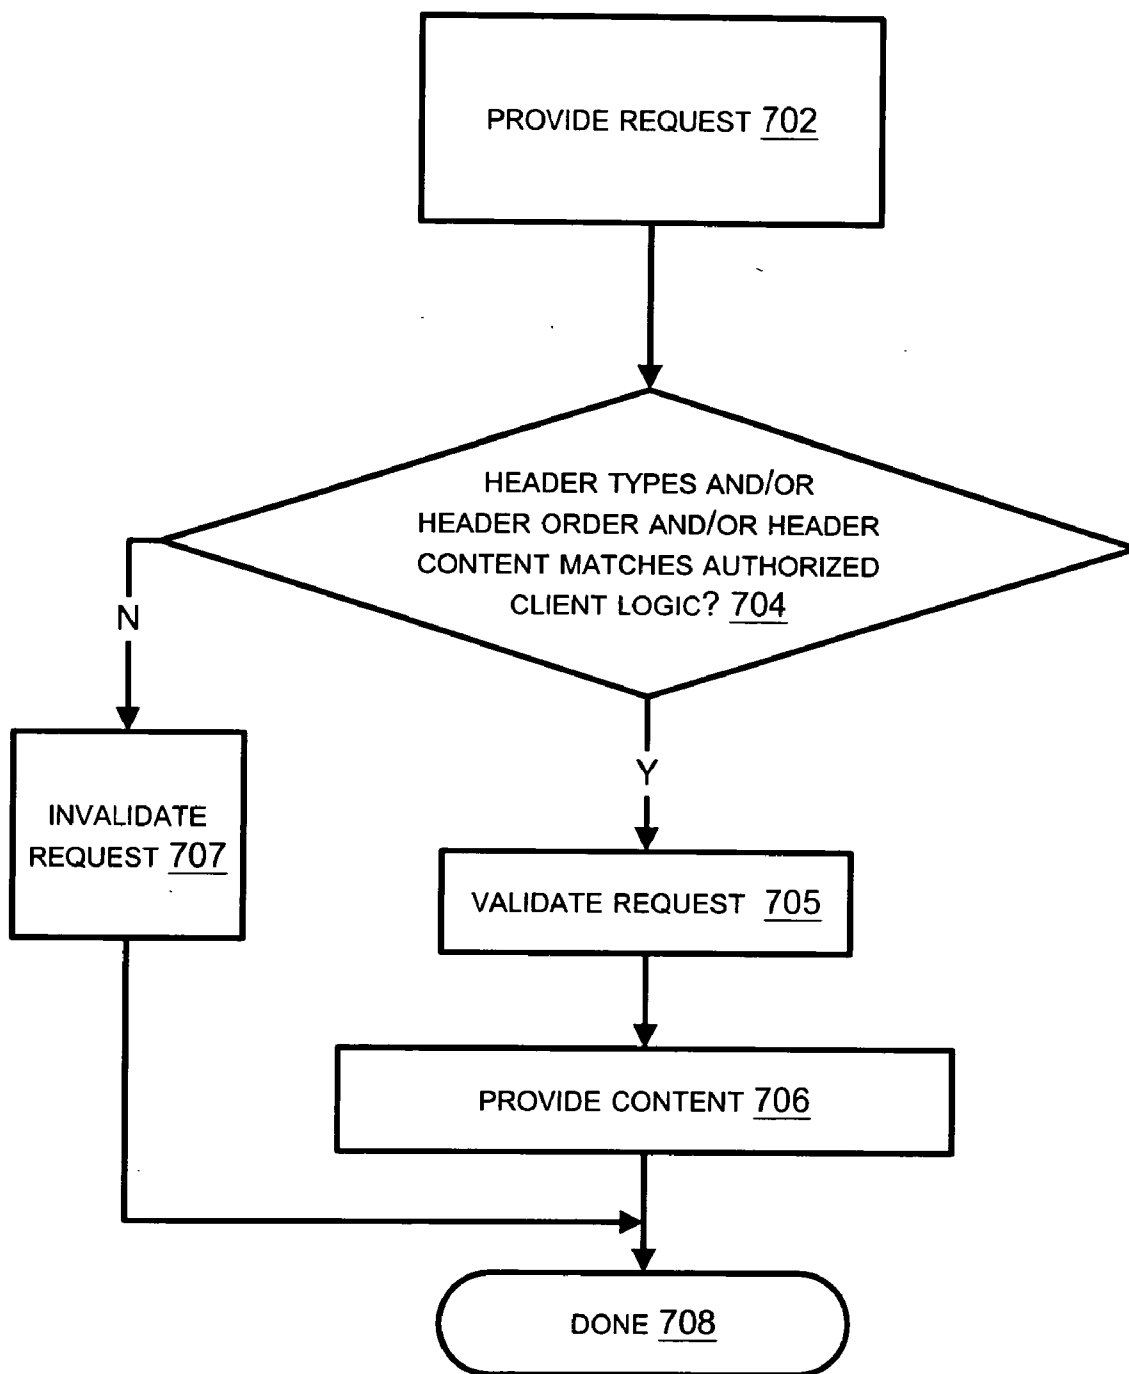 PROVIDE REQUEST 702
HEADER TYPES AND/OR
HEADER ORDER AND/OR HEADER
CONTENT MATCHES AUTHORIZED
CLIENT LOGIC? 704
N
Y
INVALIDATE
REQUEST 707
VALIDATE REQUEST 705
PROVIDE CONTENT 706
DONE 708